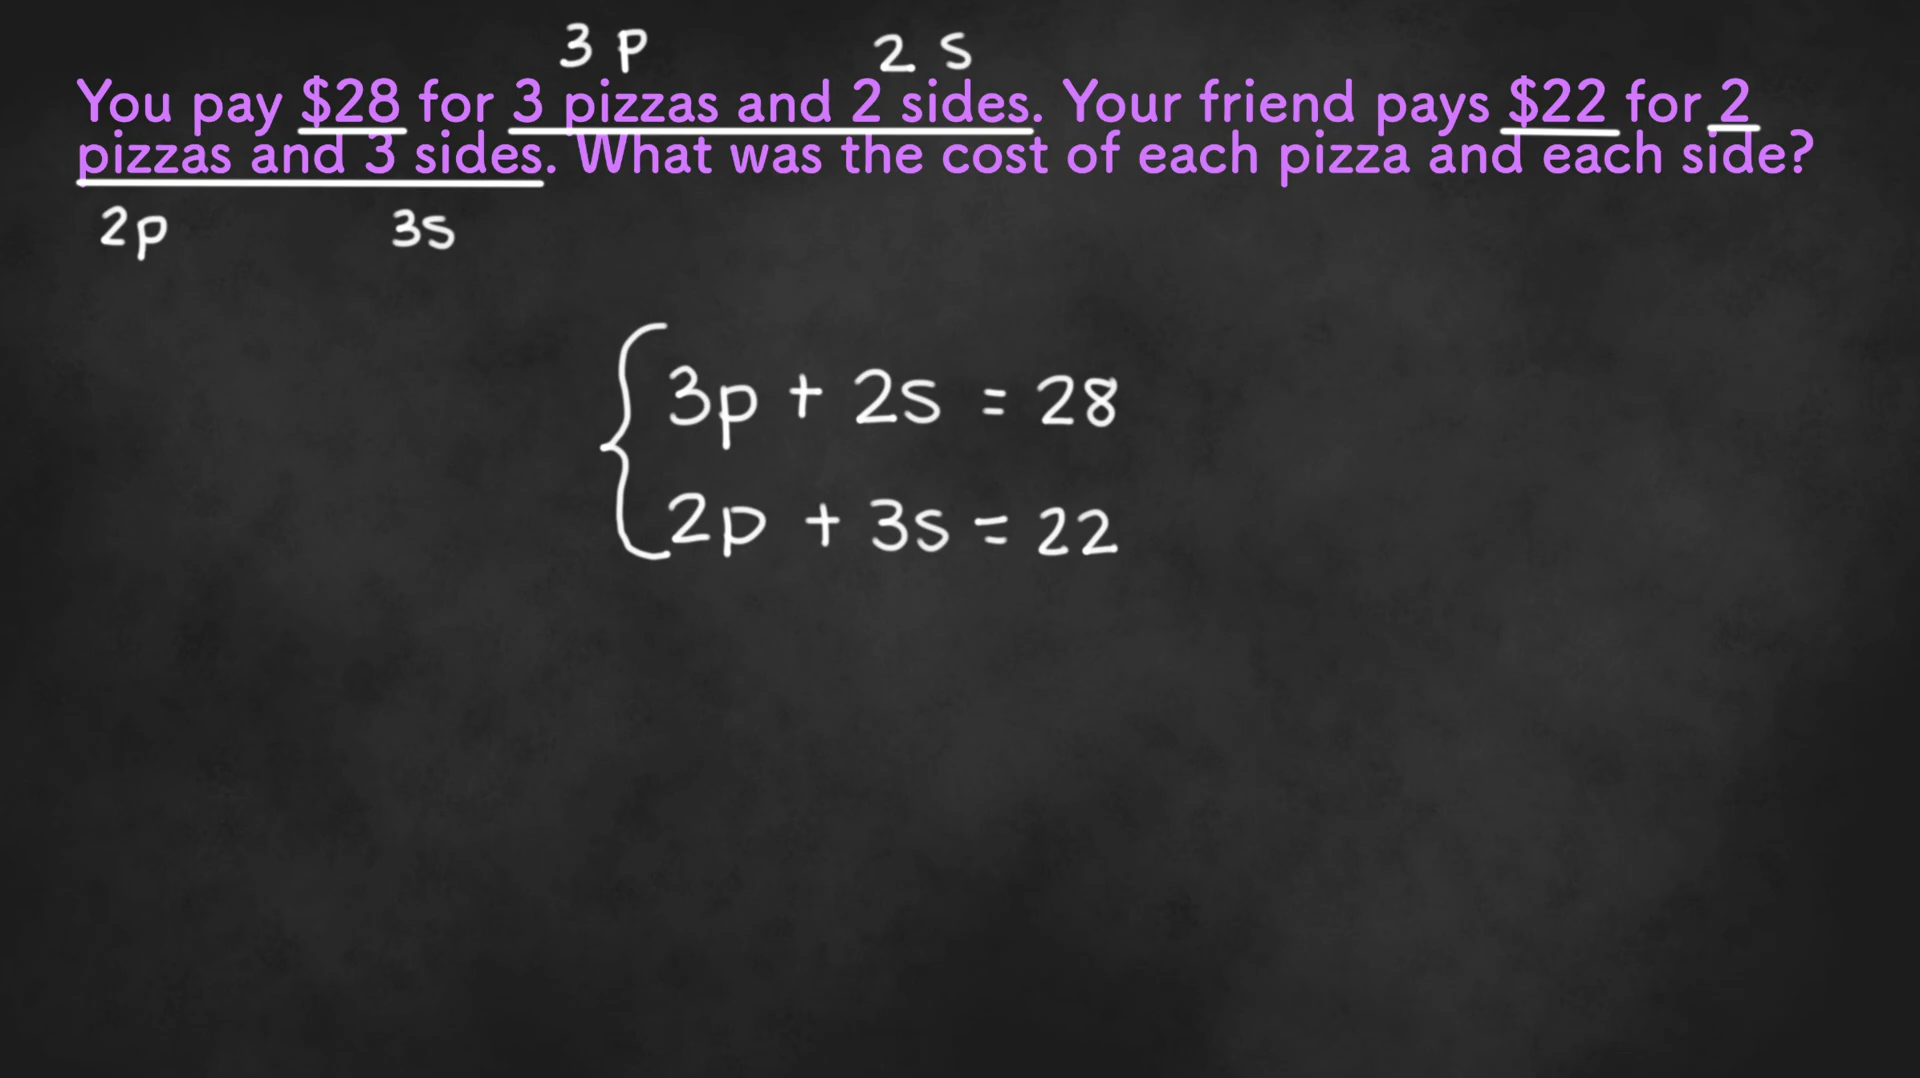 3 p 2 s
You pay $28 for 3 pizzas and 2 sides. Your friend pays $22 for 2
pizzas and 3 sides. What was the cost of each pizza and each side?
2p 3s
3p + 2s = 28
2p + 3s = 22